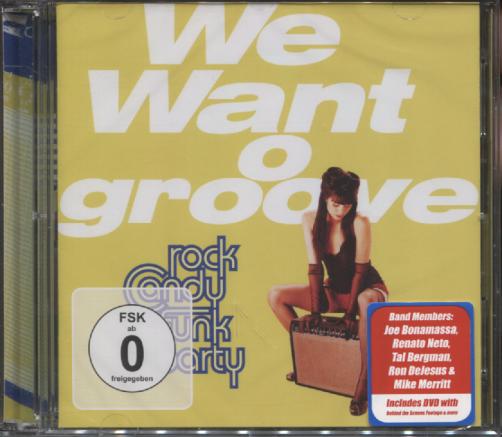 We
Want
o
groove
rock
Candy
funk
party
FSK
ab
0
freigegeben
Band Members:
Joe Bonamassa,
Renato Neto,
Tal Bergman,
Ron DeJesus &
Mike Merritt
Includes DVD with
Behind the Scenes Footage & more